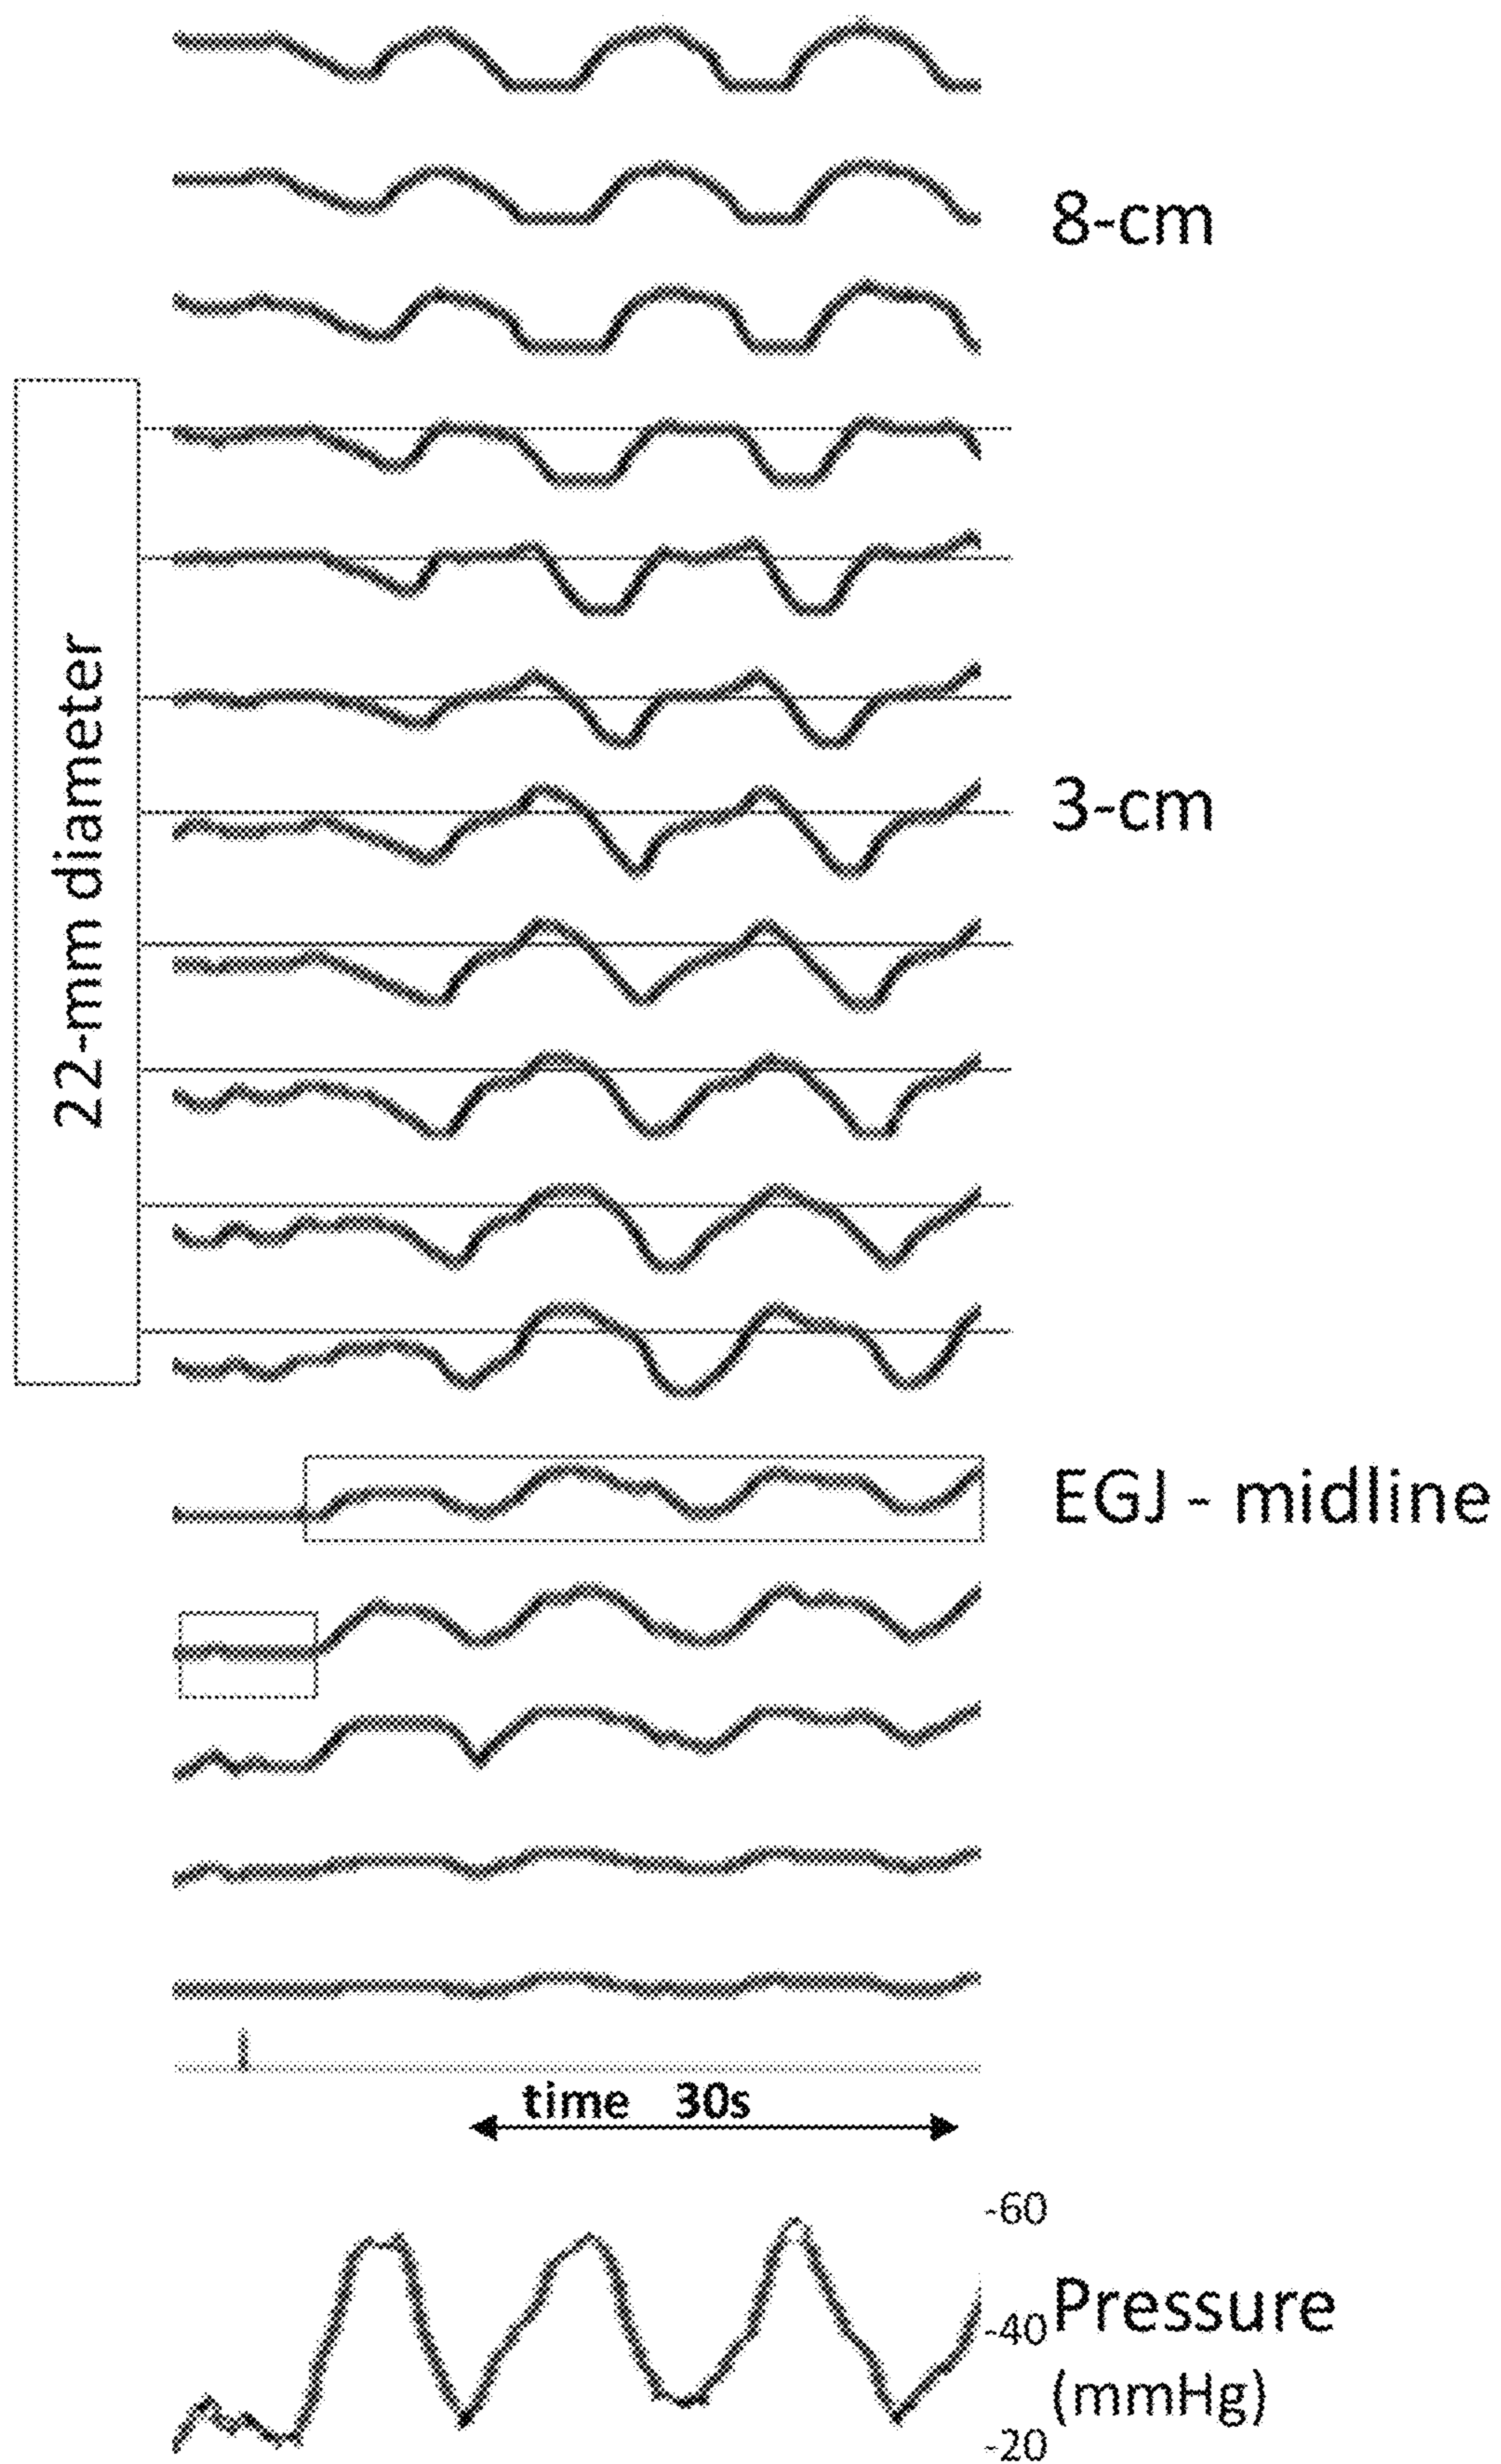 8-cm
22-mm diameter
3-cm
EGJ - midline
time 30s
-60
-40
Pressure
(mmHg)
-20